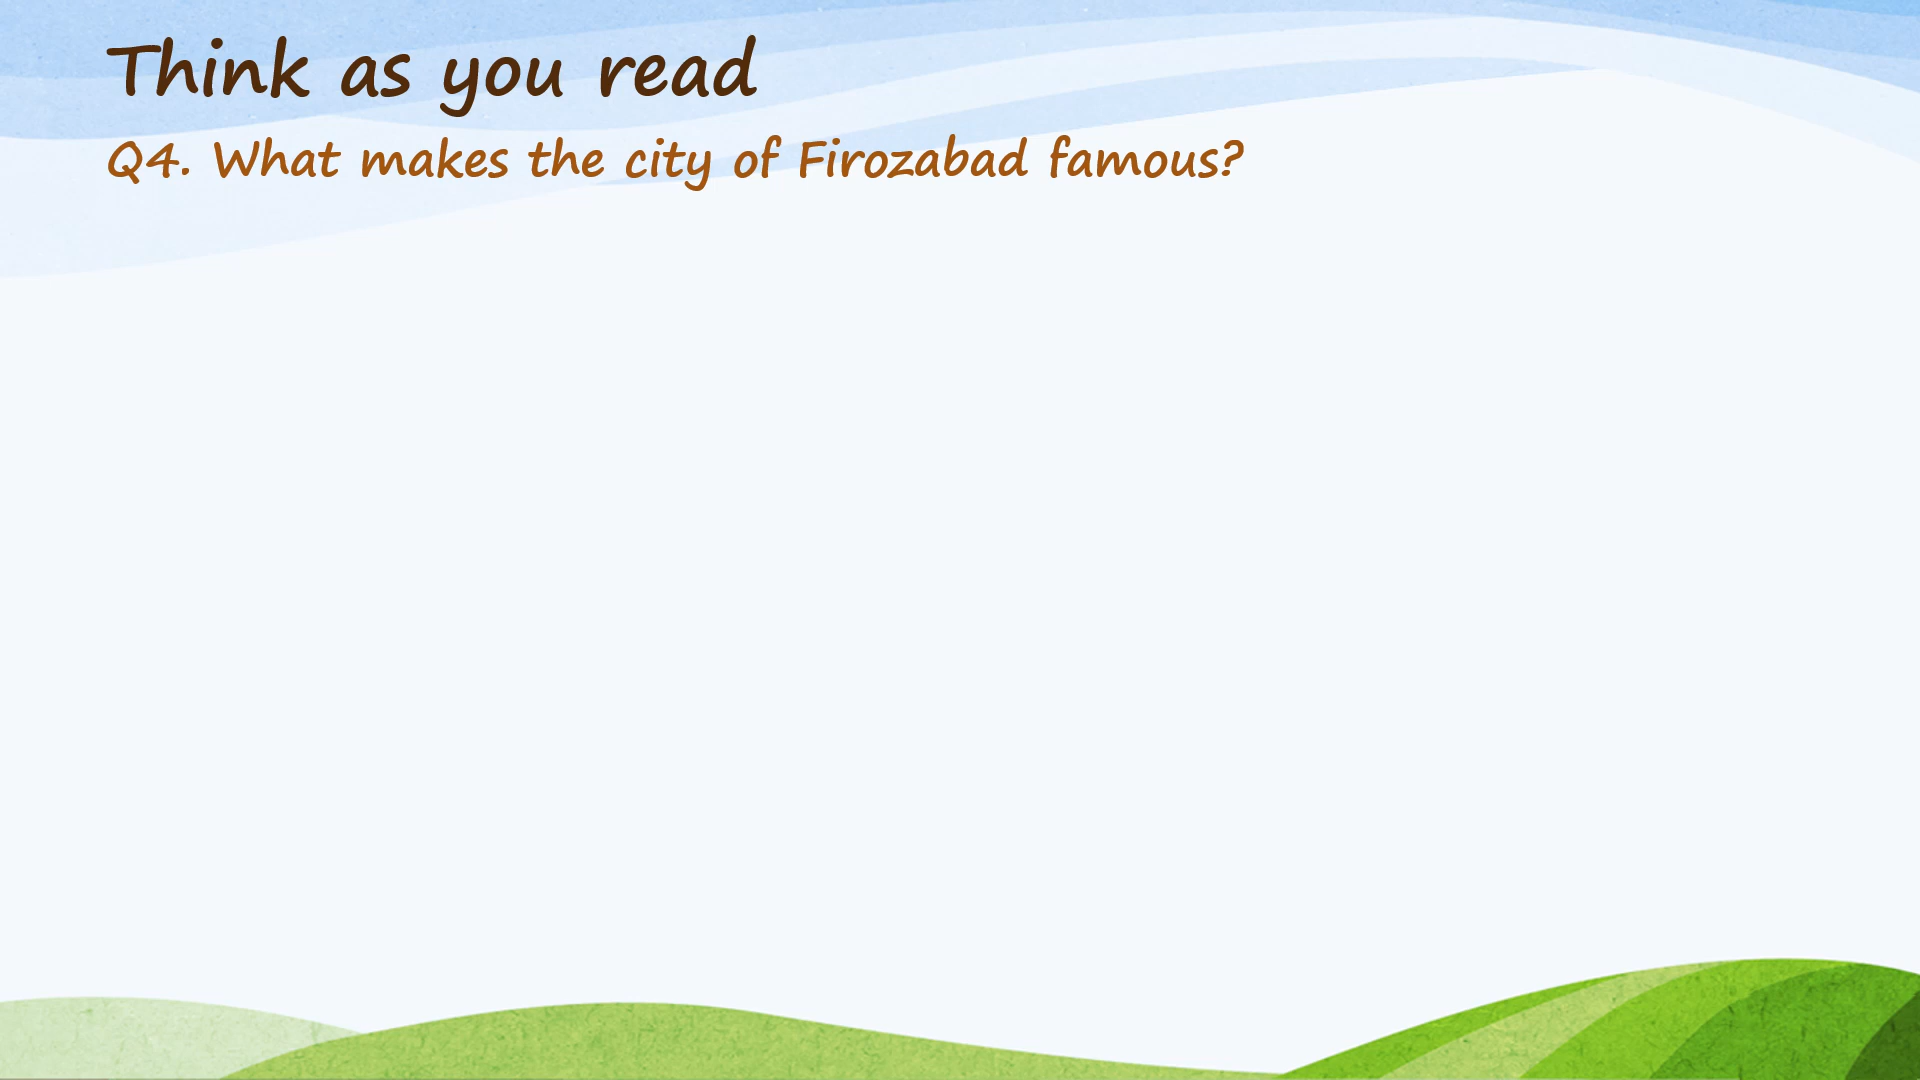 Think as you read
Q4. What makes the city of Firozabad famous?